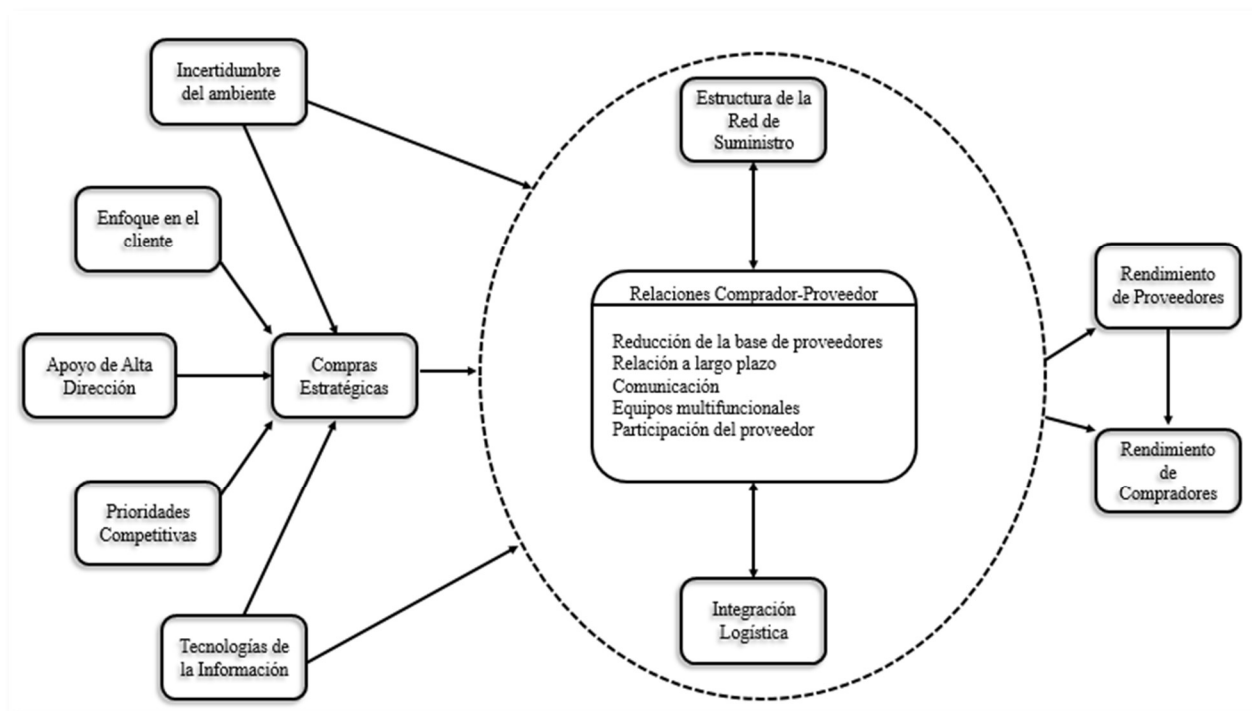 Incertidumbre
del ambiente
Enfoque en el
cliente
Apoyo de Alta
Dirección
Prioridades
Competitivas
Tecnologías de
la Información
Compras
Estratégicas
Estructura de la
Red de
Suministro
Relaciones Comprador-Proveedor
Reducción de la base de proveedores
Relación a largo plazo
Comunicación
Equipos multifuncionales
Participación del proveedor
Integración
Logística
Rendimiento
de Proveedores
Rendimiento
de
Compradores